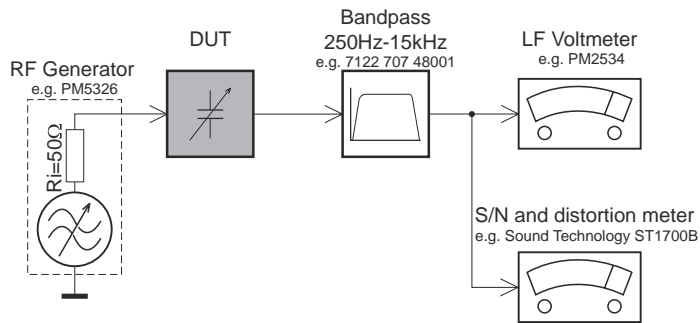 Bandpass
250Hz-15kHz
e.g. 7122 707 48001
DUT
LF Voltmeter
e.g. PM2534
RF Generator
e.g. PM5326
Ri=50Ω
S/N and distortion meter
e.g. Sound Technology ST1700B